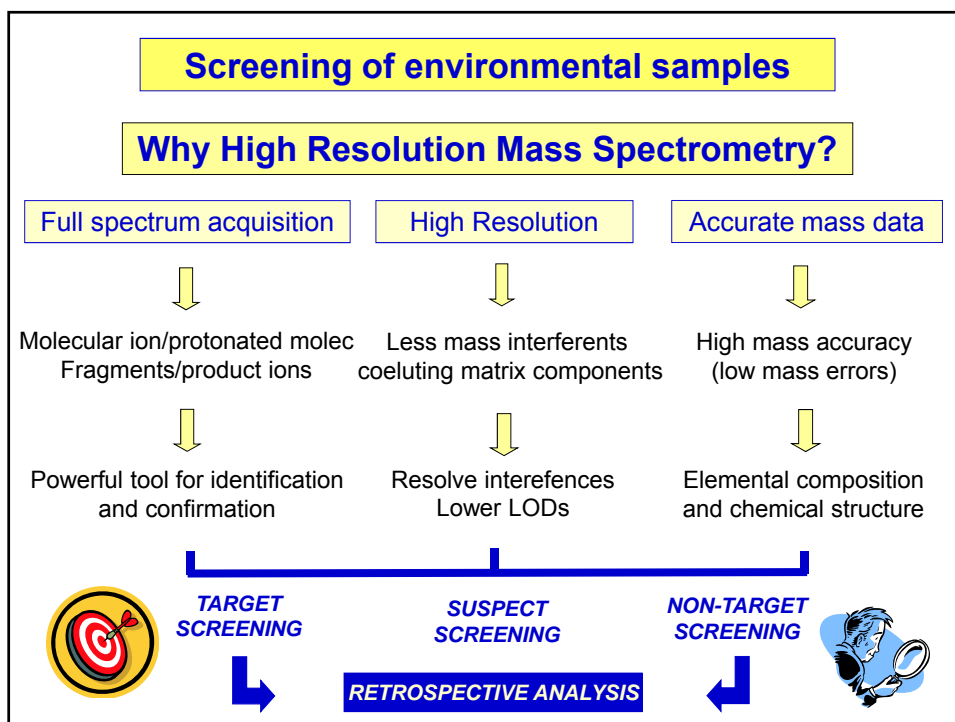 Screening of environmental samples
Why High Resolution Mass Spectrometry?
Full spectrum acquisition
High Resolution
Accurate mass data
Molecular ion/protonated molec
Fragments/product ions
Less mass interferents
coeluting matrix components
High mass accuracy
(low mass errors)
Powerful tool for identification
and confirmation
Resolve interefences
Lower LODs
Elemental composition
and chemical structure
TARGET
SCREENING
SUSPECT
SCREENING
NON-TARGET
SCREENING
RETROSPECTIVE ANALYSIS